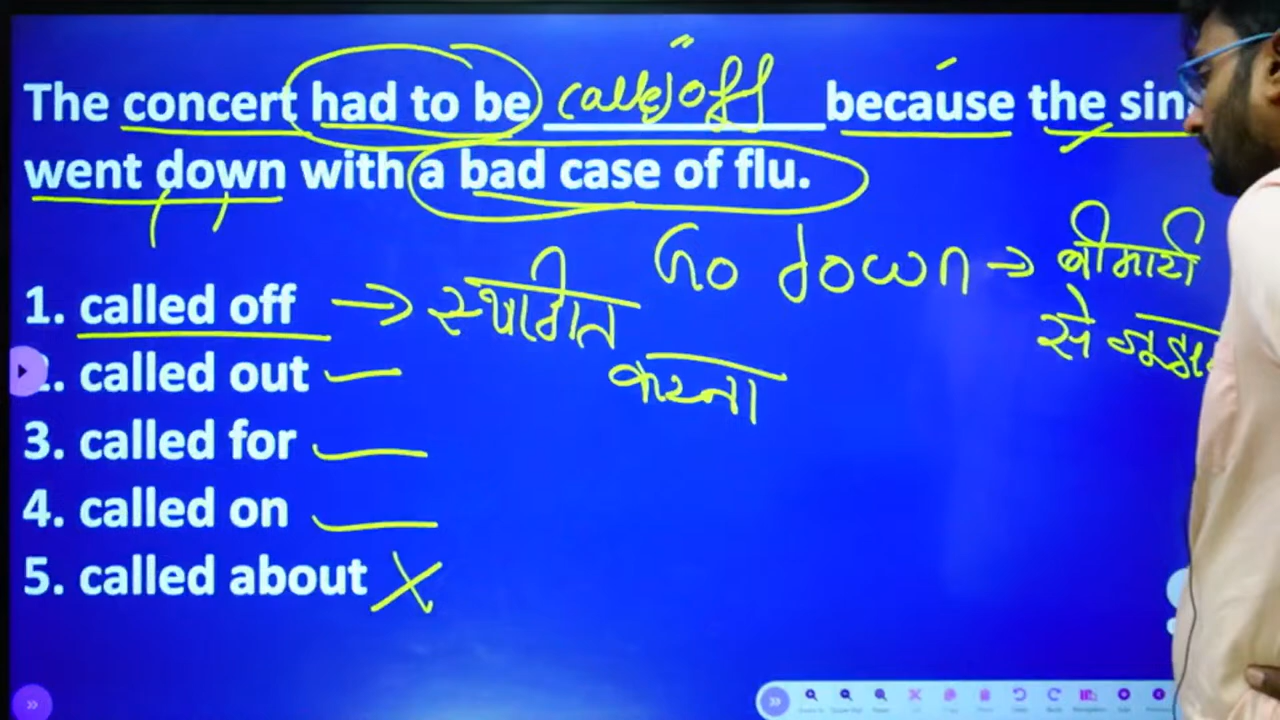 The concert had to be called off because the sin
went down with a bad case of flu.
Go down → बीमारी
से जुड़ा
1. called off → स्थगित
करना
2. called out
3. called for
4. called on
5. called about